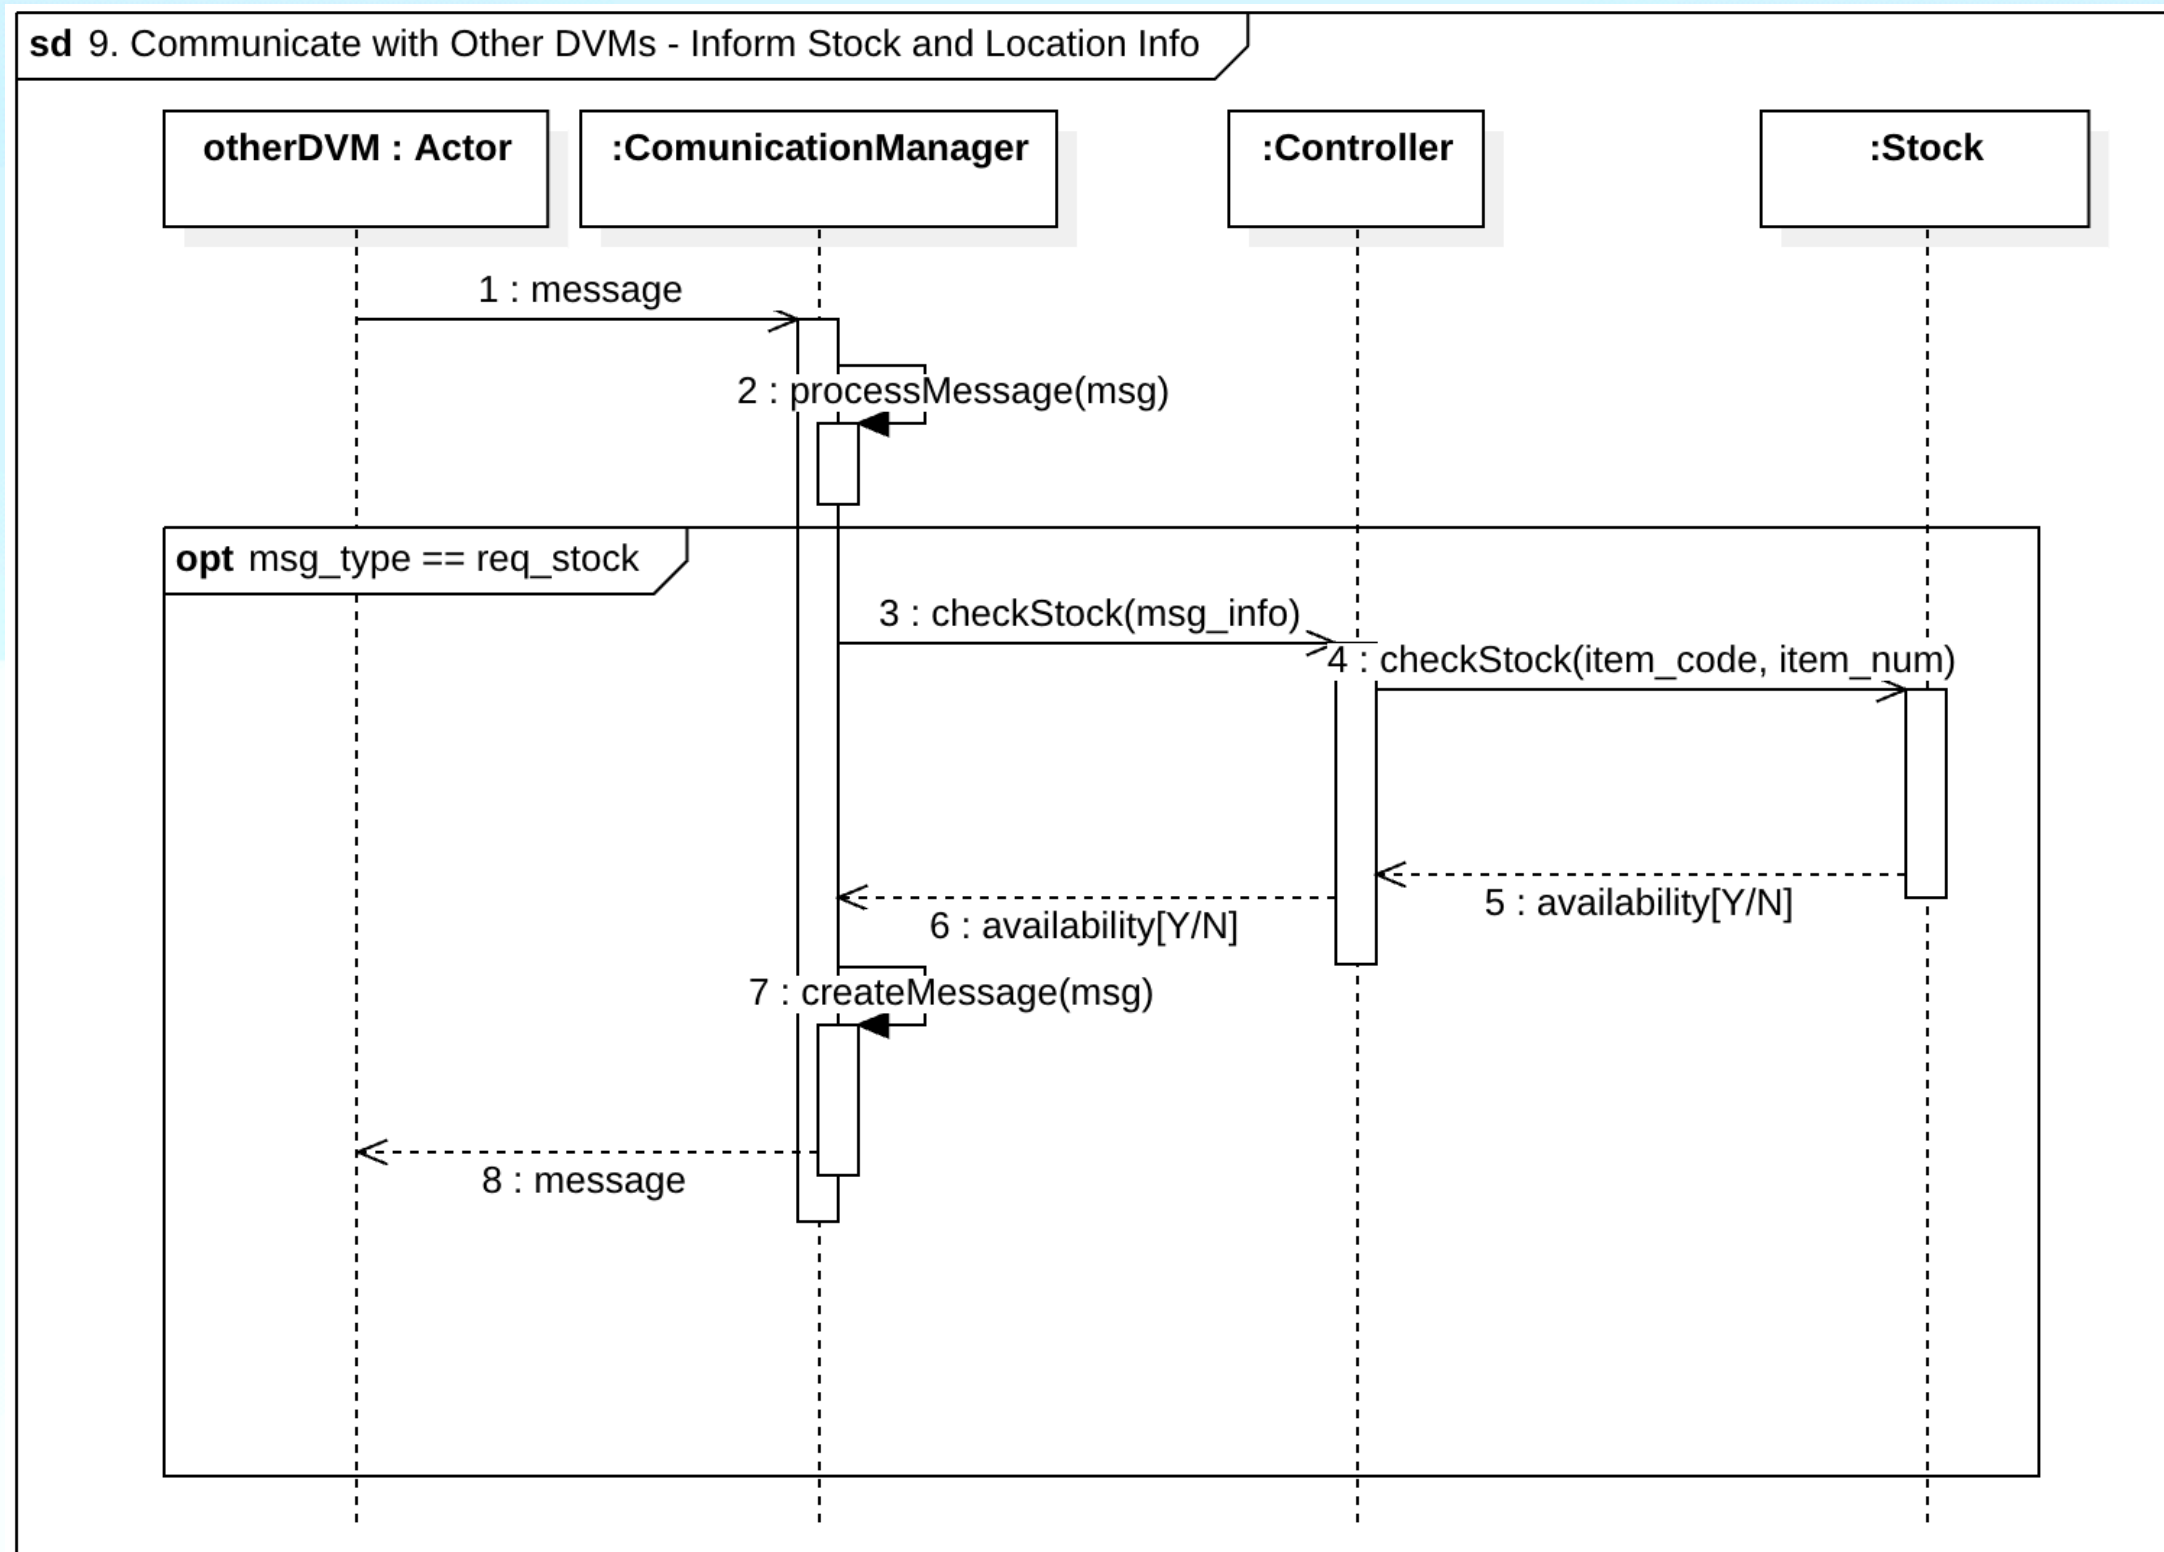 sd 9. Communicate with Other DVMs - Inform Stock and Location Info
otherDVM : Actor
:ComunicationManager
:Controller
:Stock
1 : message
2 : processMessage(msg)
opt msg_type == req_stock
3 : checkStock(msg_info)
4 : checkStock(item_code, item_num)
5 : availability[Y/N]
6 : availability[Y/N]
7 : createMessage(msg)
8 : message